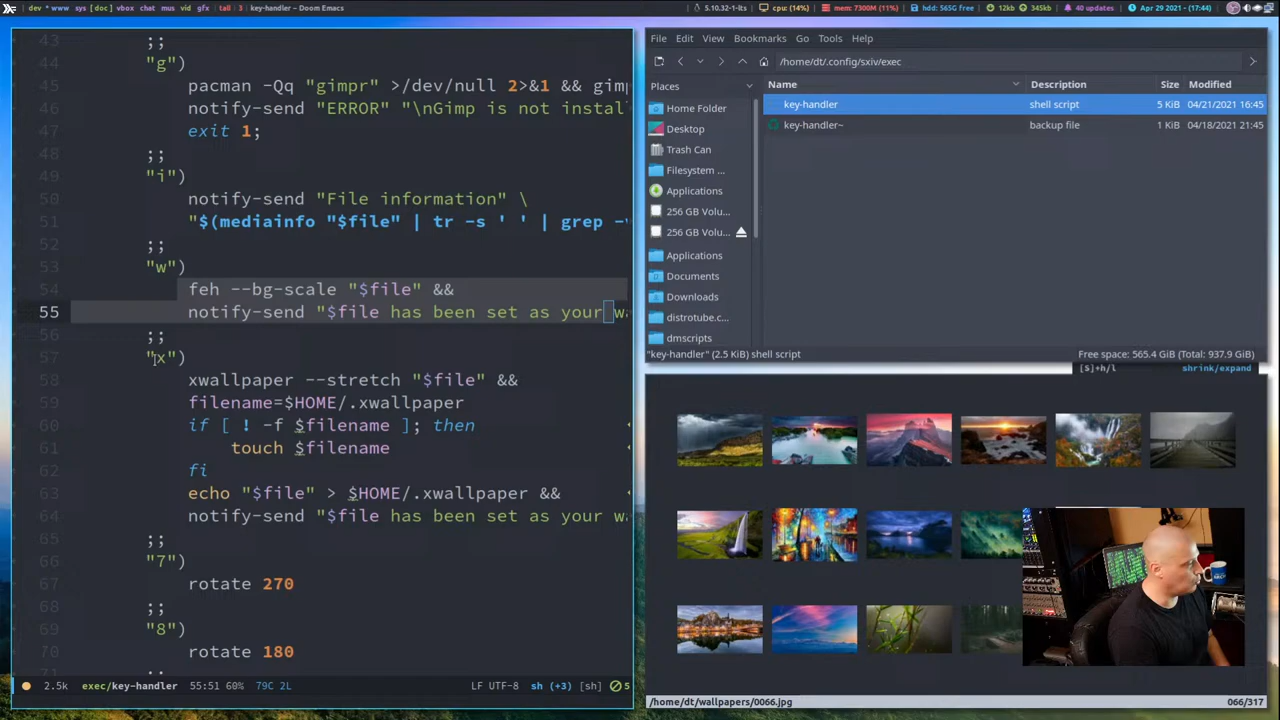 dev * www sys [ doc ] vbox chat mus vid gfx | tall : 3 | key-handler – Doom Emacs
5.10.32-1-lts | cpu: (14%) | mem: 7300M (11%) | hdd: 565G free | 12kb 345kb | 40 updates | Apr 29 2021 - (17:44)
43 ;;
"g")
45 pacman -Qq "gimpr" >/dev/null 2>&1 && gimp
46 notify-send "ERROR" "\nGimp is not instal
47 exit 1;
48 ;;
49 "i")
50 notify-send "File information" \
51 "$(mediainfo "$file" | tr -s ' ' | grep -v
52 ;;
53 "w")
54 feh --bg-scale "$file" &&
55 notify-send "$file has been set as your wa
56 ;;
57 "x")
58 xwallpaper --stretch "$file" &&
59 filename=$HOME/.xwallpaper
60 if [ ! -f $filename ]; then
61 touch $filename
62 fi
63 echo "$file" > $HOME/.xwallpaper &&
64 notify-send "$file has been set as your wa
65 ;;
66 "7")
67 rotate 270
68 ;;
69 "8")
70 rotate 180
71 ;;
2.5k exec/key-handler 55:51 60% 79C 2L LF UTF-8 sh (+3) [sh] 5
File Edit View Bookmarks Go Tools Help
/home/dt/.config/sxiv/exec
Places
Home Folder
Desktop
Trash Can
Filesystem ...
Applications
256 GB Volu...
256 GB Volu...
Applications
Documents
Downloads
distrotube.c...
dmscripts
Name Description Size Modified
key-handler shell script 5 KiB 04/21/2021 16:45
key-handler~ backup file 1 KiB 04/18/2021 21:45
"key-handler" (2.5 KiB) shell script Free space: 565.4 GiB (Total: 937.9 GiB)
[S]+h/l shrink/expand
/home/dt/wallpapers/0066.jpg 066/317